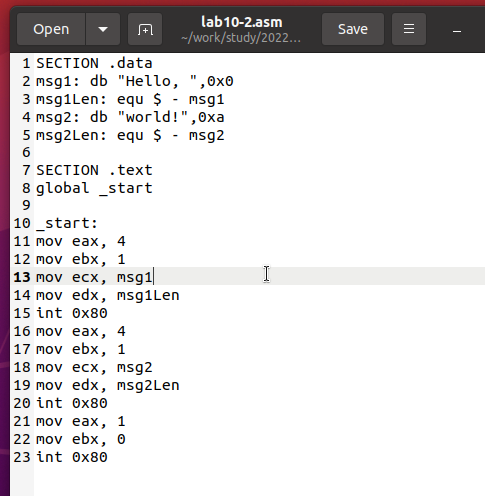 Open
lab10-2.asm
~/work/study/2022...
Save
1 SECTION .data
2 msg1: db "Hello, ",0x0
3 msg1Len: equ $ - msg1
4 msg2: db "world!",0xa
5 msg2Len: equ $ - msg2
6
7 SECTION .text
8 global _start
9
10 _start:
11 mov eax, 4
12 mov ebx, 1
13 mov ecx, msg1
14 mov edx, msg1Len
15 int 0x80
16 mov eax, 4
17 mov ebx, 1
18 mov ecx, msg2
19 mov edx, msg2Len
20 int 0x80
21 mov eax, 1
22 mov ebx, 0
23 int 0x80